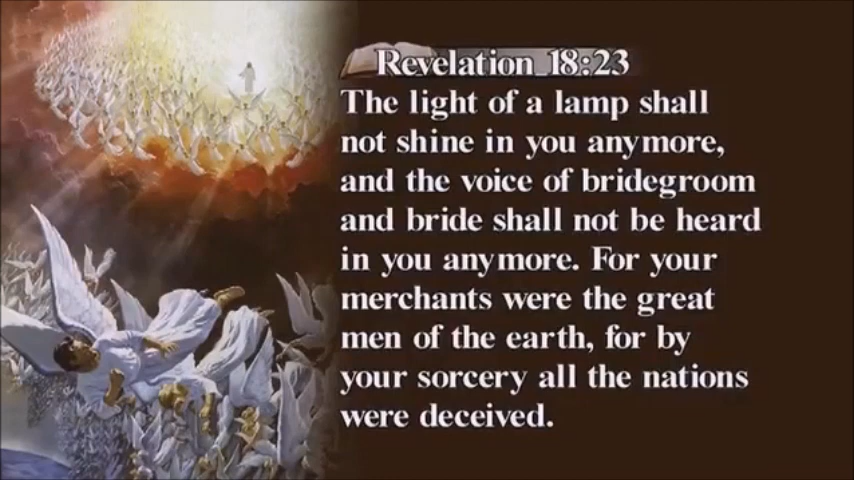 Revelation 18:23
The light of a lamp shall
not shine in you anymore,
and the voice of bridegroom
and bride shall not be heard
in you anymore. For your
merchants were the great
men of the earth, for by
your sorcery all the nations
were deceived.